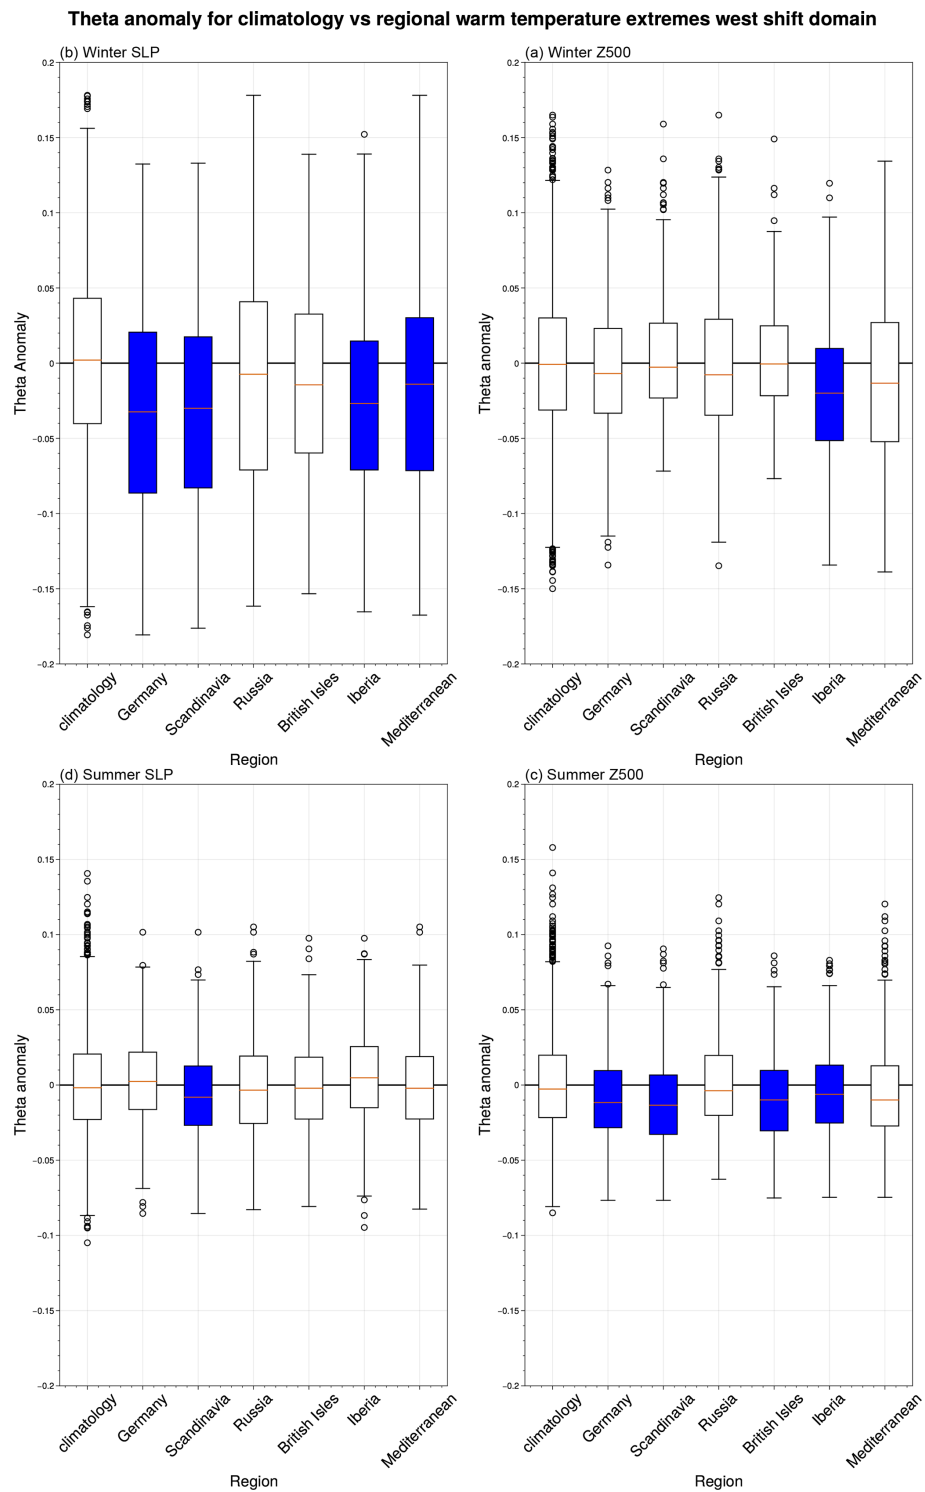 Theta anomaly for climatology vs regional warm temperature extremes west shift domain
(b) Winter SLP
0.2
0.15
0.1
0.05
0
−0.05
−0.1
−0.15
−0.2
Theta Anomaly
climatology
Germany
Scandinavia
Russia
British Isles
Iberia
Mediterranean
Region
(a) Winter Z500
0.2
0.15
0.1
0.05
0
−0.05
−0.1
−0.15
−0.2
Theta anomaly
climatology
Germany
Scandinavia
Russia
British Isles
Iberia
Mediterranean
Region
(d) Summer SLP
0.2
0.15
0.1
0.05
0
−0.05
−0.1
−0.15
−0.2
Theta anomaly
climatology
Germany
Scandinavia
Russia
British Isles
Iberia
Mediterranean
Region
(c) Summer Z500
0.2
0.15
0.1
0.05
0
−0.05
−0.1
−0.15
−0.2
Theta anomaly
climatology
Germany
Scandinavia
Russia
British Isles
Iberia
Mediterranean
Region